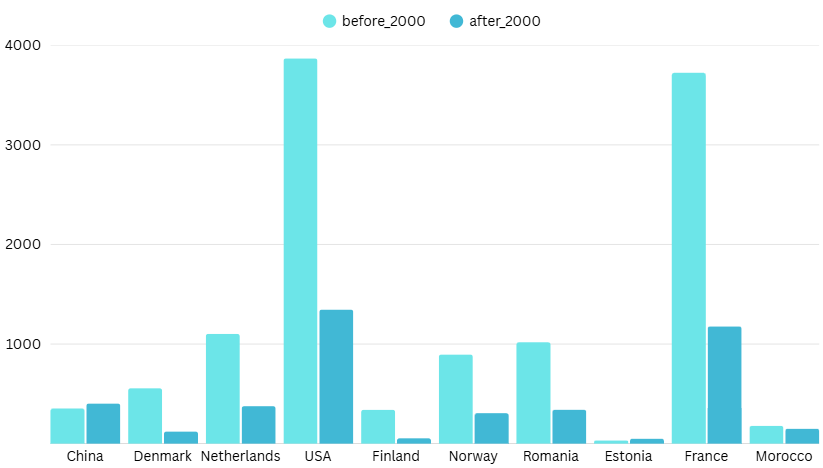 before_2000 after_2000
4000
3000
2000
1000
China Denmark Netherlands USA Finland Norway Romania Estonia France Morocco